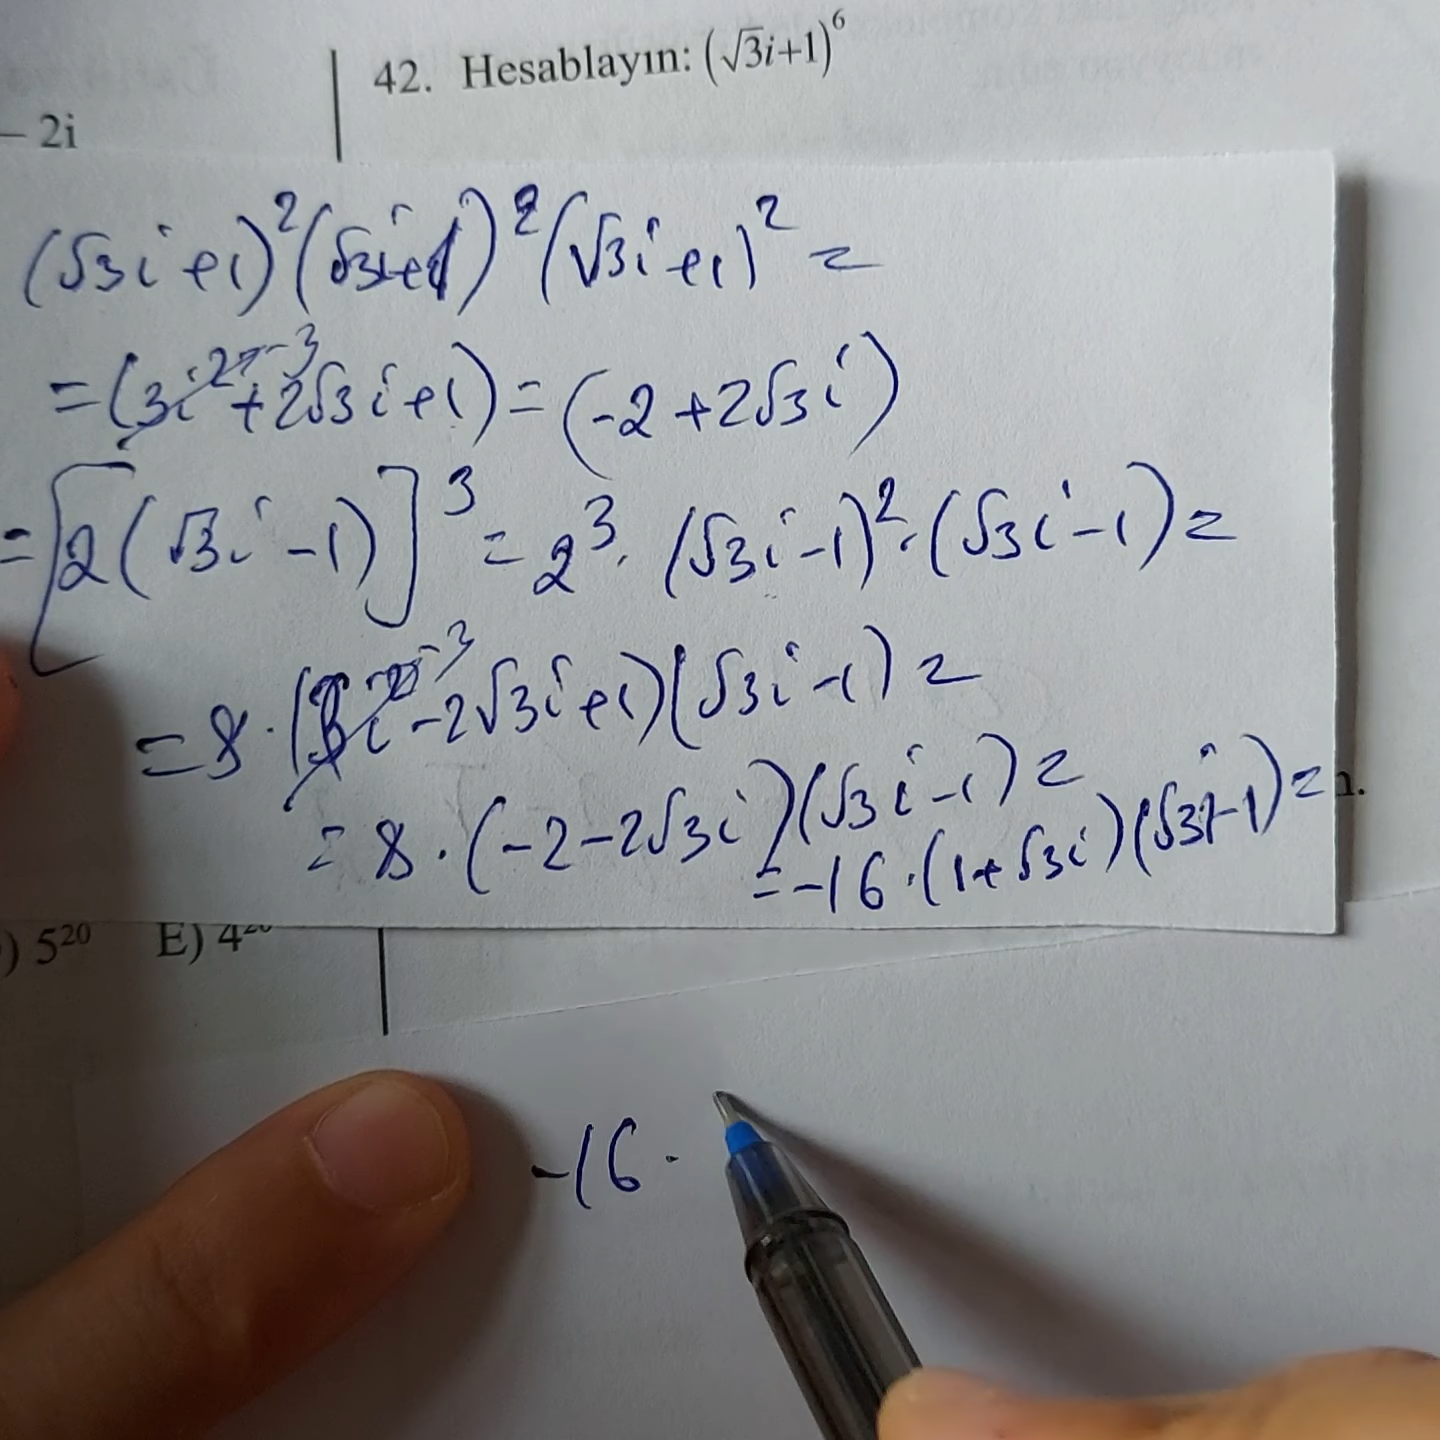 42. Hesablayın: (√3i+1)⁶
– 2i
(√3i+1)²(√3i+1)²(√3i+1)² =
= (3i²+2√3i+1) = (-2+2√3i)
= [2(√3i-1)]³ = 2³·(√3i-1)²·(√3i-1) =
= 8·(3i²-2√3i+1)(√3i-1) =
= 8·(-2-2√3i)(√3i-1) =
= -16·(1+√3i)(√3i-1) =
) 5²⁰ E) 4²⁰
-16·